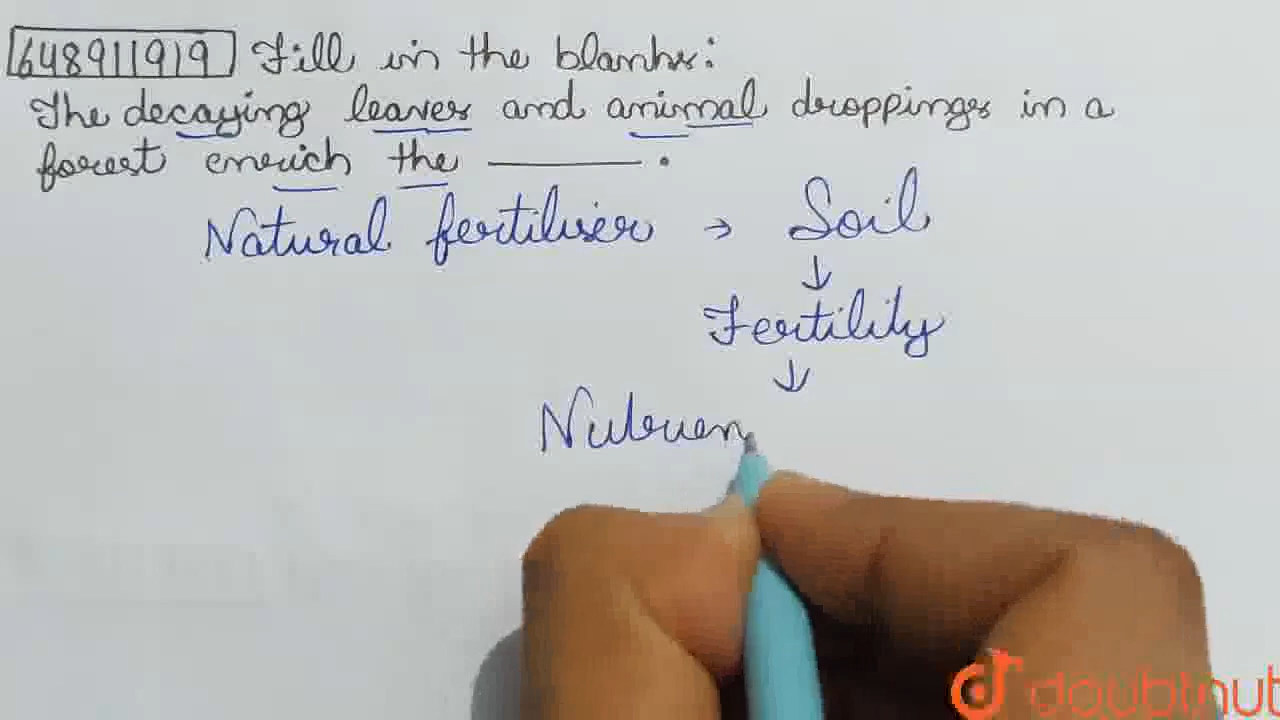 648911919 Fill in the blanks:
The decaying leaves and animal droppings in a
forest enrich the ———.
Natural fertiliser → Soil
↓
Fertility
↓
Nutrien
doubtnut